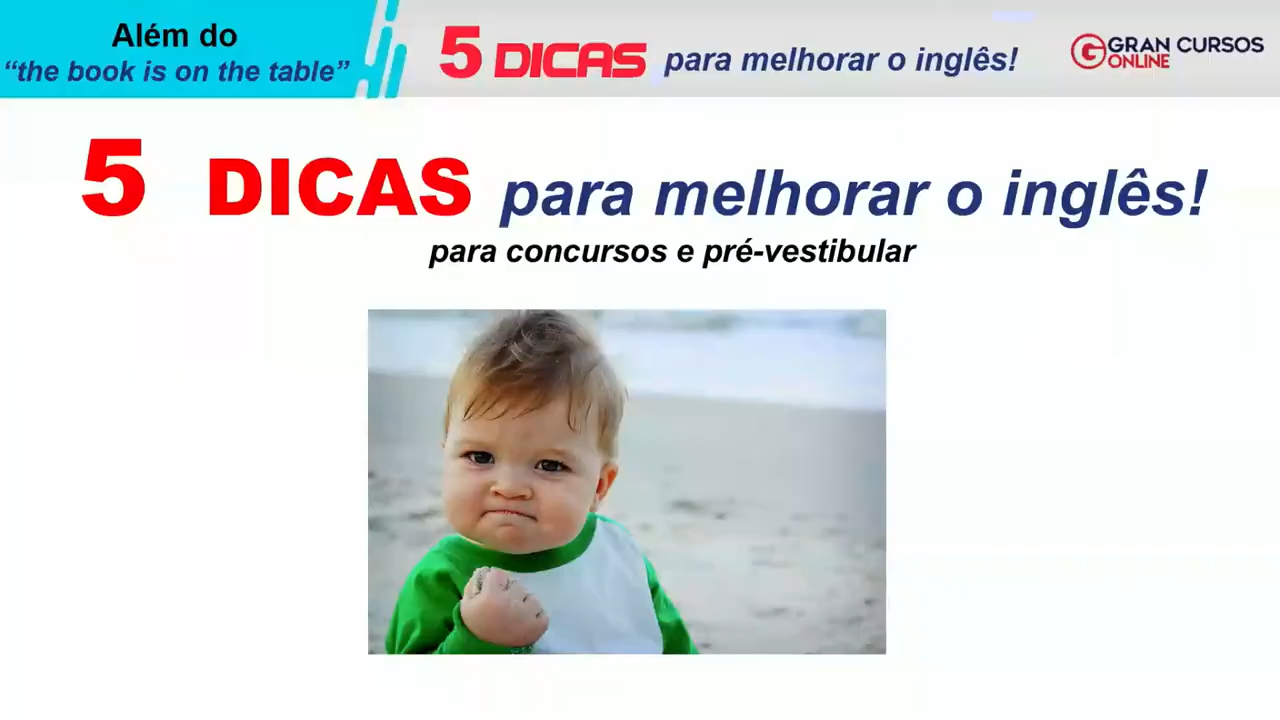 Além do
“the book is on the table”
5 DICAS para melhorar o inglês!
GRAN CURSOS
ONLINE
5 DICAS para melhorar o inglês!
para concursos e pré-vestibular